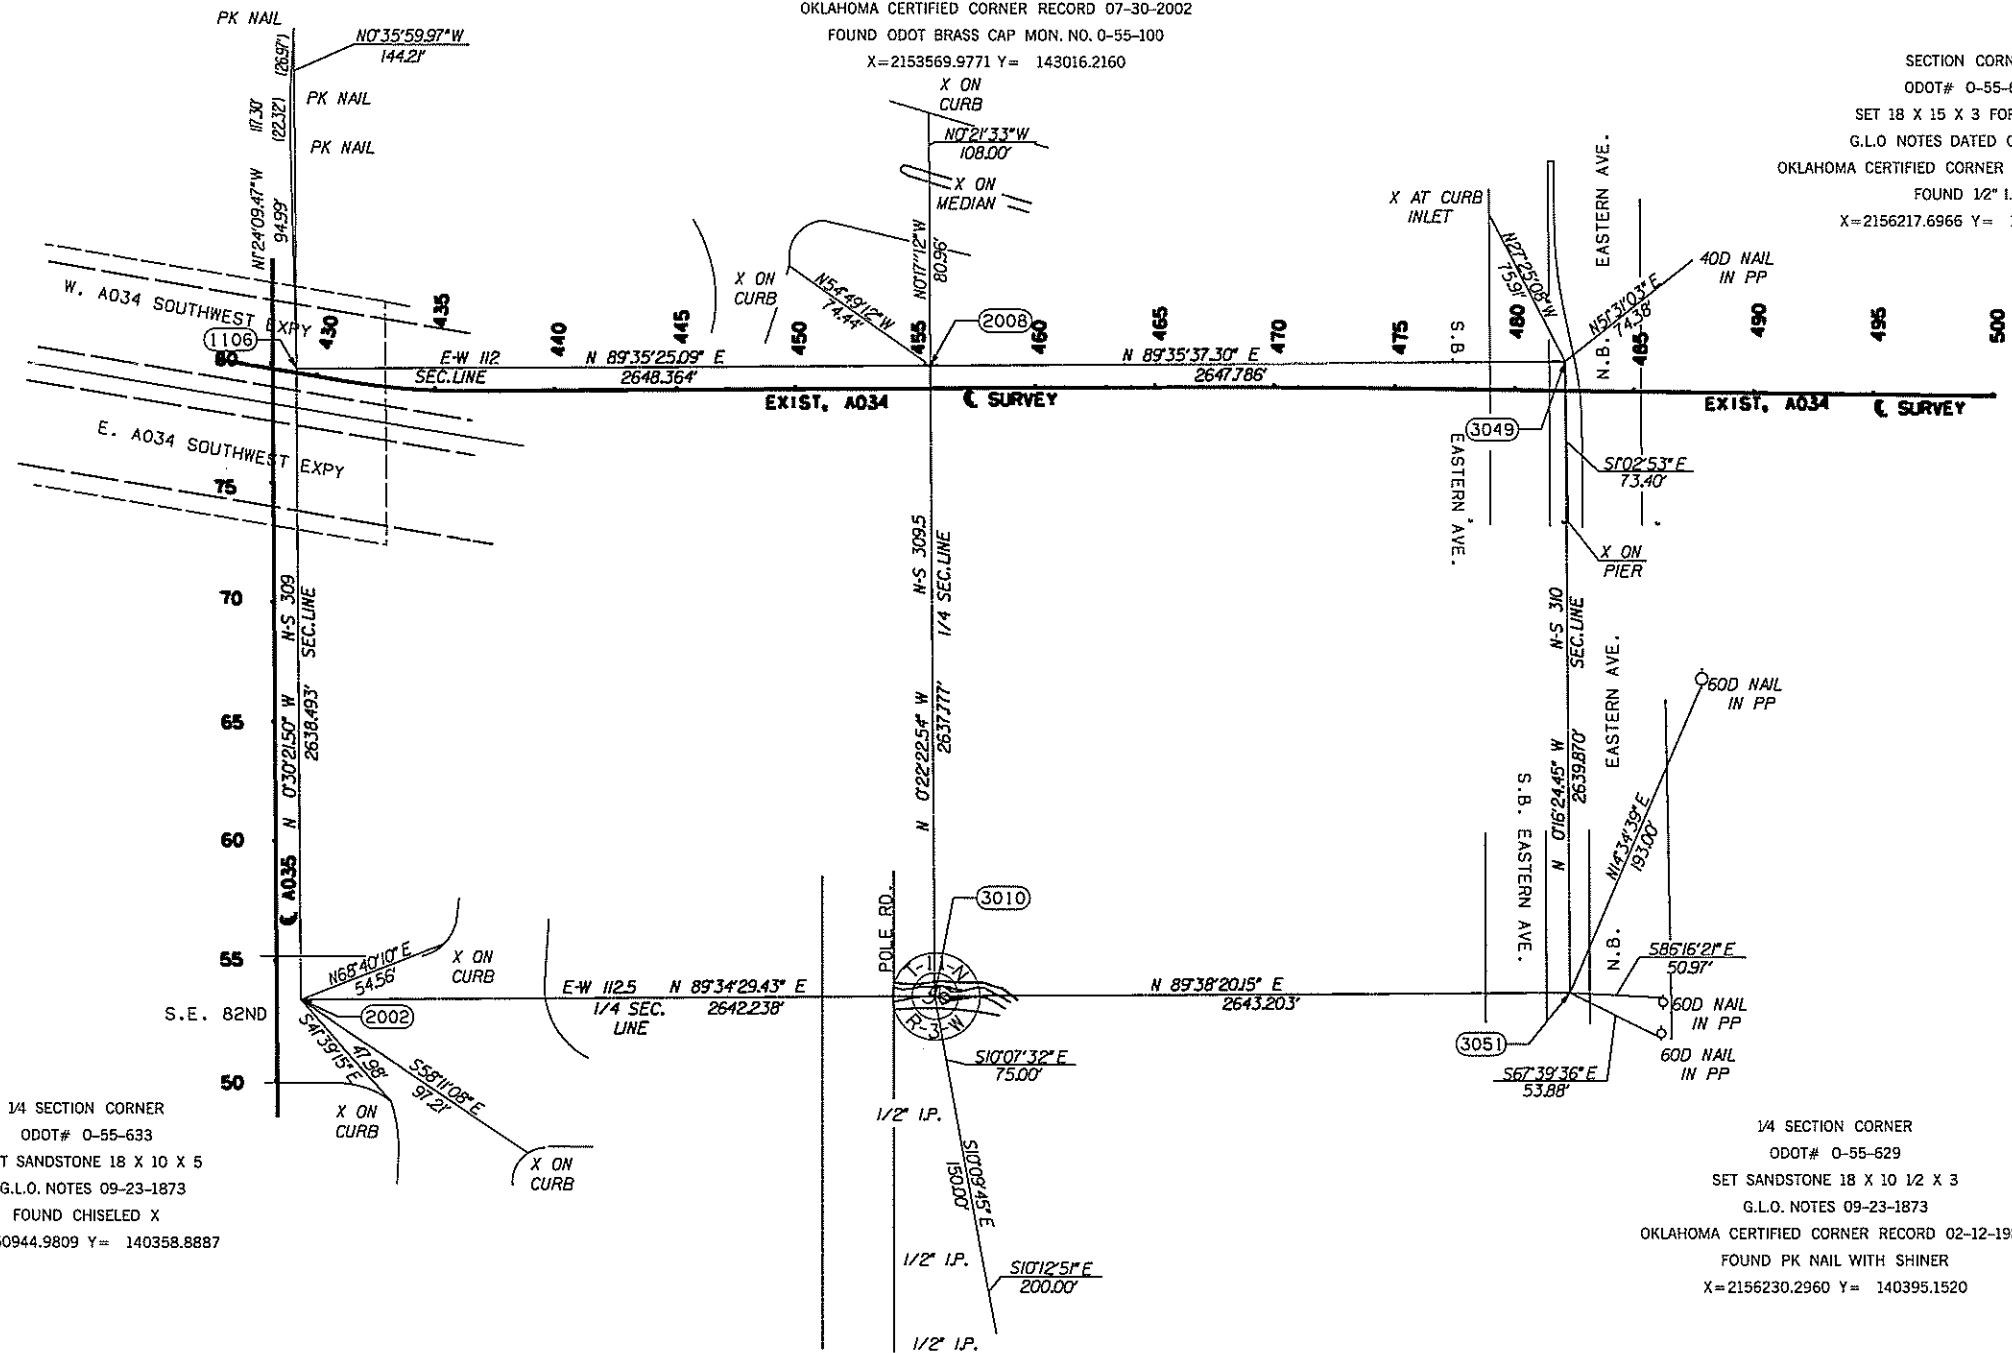 PK NAIL
OKLAHOMA CERTIFIED CORNER RECORD 07-30-2002
FOUND ODOT BRASS CAP MON. NO. 0-55-100
X=2153569.9771 Y= 143016.2160
N0°35'59.97"W
144.21'
(26.97')
117.30'
(22.32')
PK NAIL
PK NAIL
N1°24'09.47"W
94.99'
X ON
CURB
N0°21'33"W
108.00'
X ON
MEDIAN
SECTION CORN
ODOT# 0-55-6
SET 18 X 15 X 3 FOR
G.L.O NOTES DATED
OKLAHOMA CERTIFIED CORNER
FOUND 1/2" I.
X=2156217.6966 Y=
X AT CURB
INLET
EASTERN AVE.
N.B.
40D NAIL
IN PP
N27°25'08"W
75.91'
N51°31'03"E
74.38'
N0°17'12"W
80.96'
X ON
CURB
N54°49'12"W
74.44'
W. A034 SOUTHWEST EXPY
1106
80
430
435
440
445
450
455
2008
460
465
470
475
S.B.
480
485
490
495
500
E-W 112
SEC.LINE
N 89°35'25.09" E
2648.364'
N 89°35'37.30" E
2647.786'
EXIST. A034
℄ SURVEY
EXIST. A034
℄ SURVEY
E. A034 SOUTHWEST EXPY
75
3049
EASTERN AVE.
S1°02'53"E
73.40'
X ON
PIER
70
N-S 309
SEC.LINE
N-S 309.5
1/4 SEC.LINE
N-S 310
SEC.LINE
EASTERN AVE.
60D NAIL
IN PP
65
N 0°30'21.50" W
2638.493'
N 0°22'22.54" W
2637.777'
N 0°16'24.45" W
2639.870'
S.B. EASTERN AVE.
N.B.
N14°34'39"E
193.00'
60
℄ A035
POLE RD.
3010
55
N68°40'10"E
54.56'
X ON
CURB
S86°16'21"E
50.97'
60D NAIL
IN PP
T-11-N
R-3-W
S.E. 82ND
2002
E-W 112.5
1/4 SEC.
LINE
N 89°34'29.43" E
2642.238'
N 89°38'20.15" E
2643.203'
3051
60D NAIL
IN PP
S67°39'36"E
53.88'
S41°39'15"E
47.98'
S58°11'08"E
97.21'
50
X ON
CURB
X ON
CURB
S10°07'32"E
75.00'
1/2" I.P.
S10°09'45"E
150.00'
1/2" I.P.
S10°12'51"E
200.00'
1/2" I.P.
1/4 SECTION CORNER
ODOT# 0-55-633
T SANDSTONE 18 X 10 X 5
G.L.O. NOTES 09-23-1873
FOUND CHISELED X
50944.9809 Y= 140358.8887
1/4 SECTION CORNER
ODOT# 0-55-629
SET SANDSTONE 18 X 10 1/2 X 3
G.L.O. NOTES 09-23-1873
OKLAHOMA CERTIFIED CORNER RECORD 02-12-19
FOUND PK NAIL WITH SHINER
X=2156230.2960 Y= 140395.1520